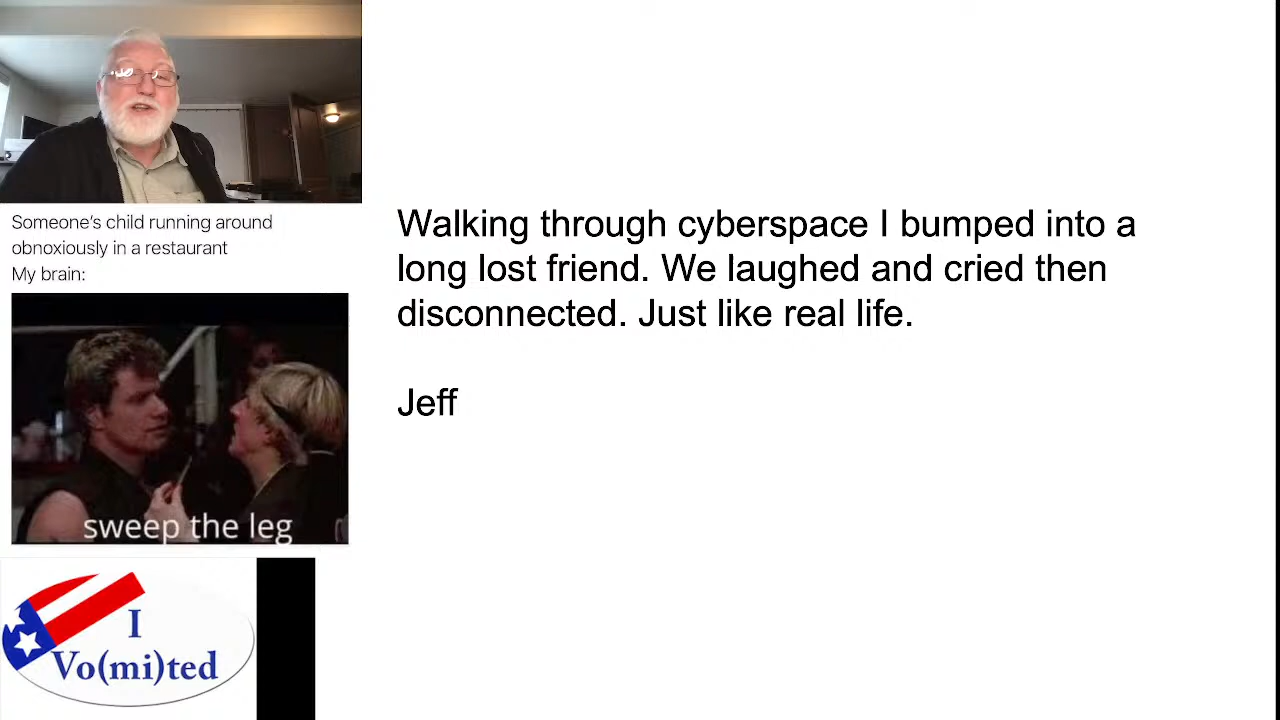 Someone's child running around
obnoxiously in a restaurant
My brain:
sweep the leg
I
Vo(mi)ted
Walking through cyberspace I bumped into a
long lost friend. We laughed and cried then
disconnected. Just like real life.
Jeff